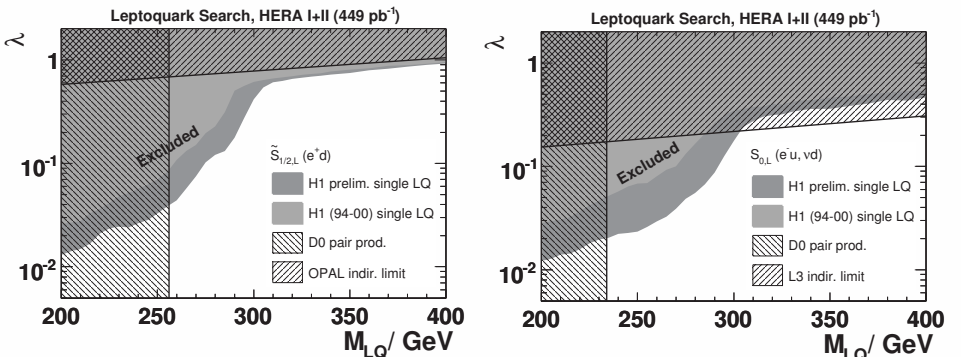 Leptoquark Search, HERA I+II (449 pb⁻¹)
λ
1
10⁻¹
10⁻²
Excluded
S̃1/2,L (e⁺d)
H1 prelim. single LQ
H1 (94-00) single LQ
D0 pair prod.
OPAL indir. limit
200 250 300 350 400
M_LQ/ GeV
Leptoquark Search, HERA I+II (449 pb⁻¹)
λ
1
10⁻¹
10⁻²
Excluded
S0,L (e⁻u, νd)
H1 prelim. single LQ
H1 (94-00) single LQ
D0 pair prod.
L3 indir. limit
200 250 300 350 400
M_LQ/ GeV